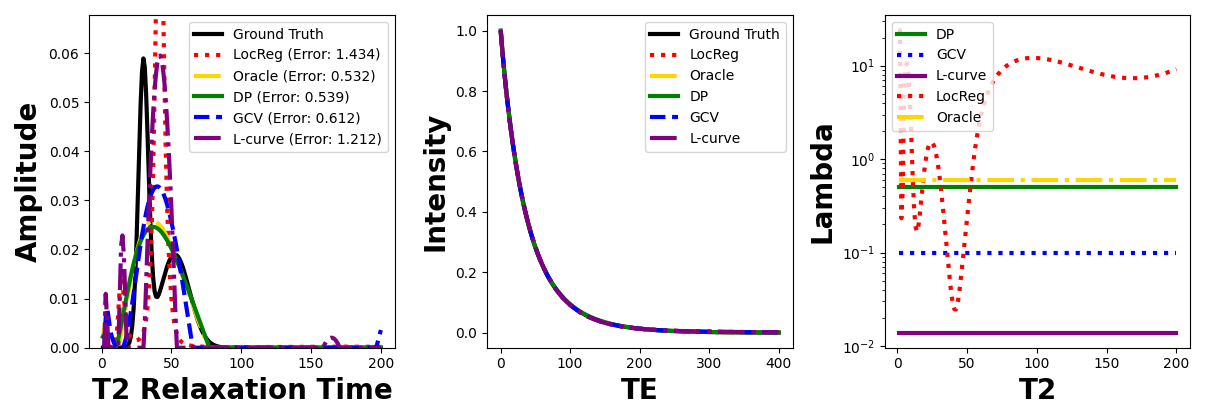 Amplitude
0.06
0.05
0.04
0.03
0.02
0.01
0.00
Ground Truth
LocReg (Error: 1.434)
Oracle (Error: 0.532)
DP (Error: 0.539)
GCV (Error: 0.612)
L-curve (Error: 1.212)
0 50 100 150 200
T2 Relaxation Time
Intensity
1.0
0.8
0.6
0.4
0.2
0.0
Ground Truth
LocReg
Oracle
DP
GCV
L-curve
0 100 200 300 400
TE
Lambda
10¹
10⁰
10⁻¹
10⁻²
DP
GCV
L-curve
LocReg
Oracle
0 50 100 150 200
T2